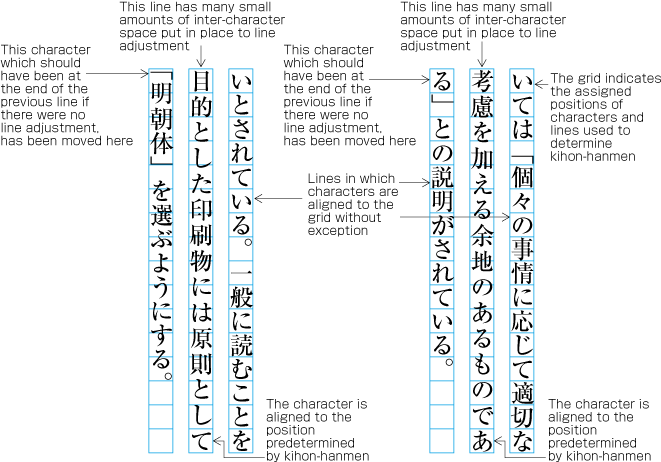 This line has many small
amounts of inter-character
space put in place to line
adjustment
This character
which should
have been at
the end of the
previous line if
there were no
line adjustment,
has been moved here
This line has many small
amounts of inter-character
space put in place to line
adjustment
This character
which should
have been at
the end of the
previous line if
there were no
line adjustment,
has been moved here
The grid indicates
the assigned
positions of
characters and
lines used to
determine
kihon-hanmen
Lines in which
characters are
aligned to the
grid without
exception
いては「個々の事情に応じて適切な
考慮を加える余地のあるものであ
る」との説明がされている。
いとされている。一般に読むことを
目的とした印刷物には原則として
「明朝体」を選ぶようにする。
The character is
aligned to the
position
predetermined
by kihon-hanmen
The character is
aligned to the
position
predetermined
by kihon-hanmen